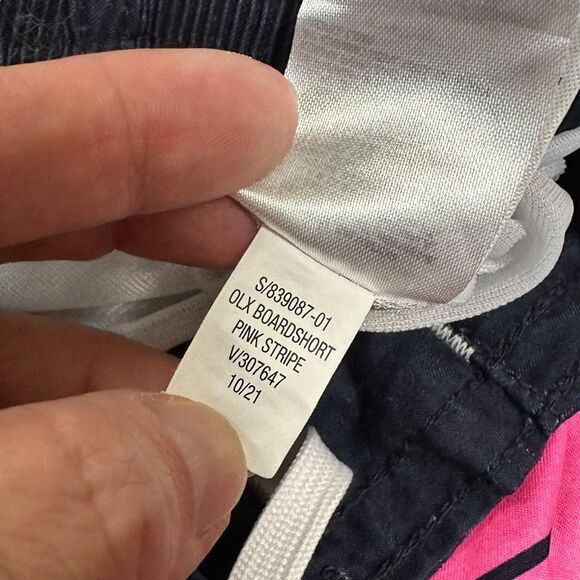 S/839087-01
OLX BOARDSHORT
PINK STRIPE
V/307647
10/21